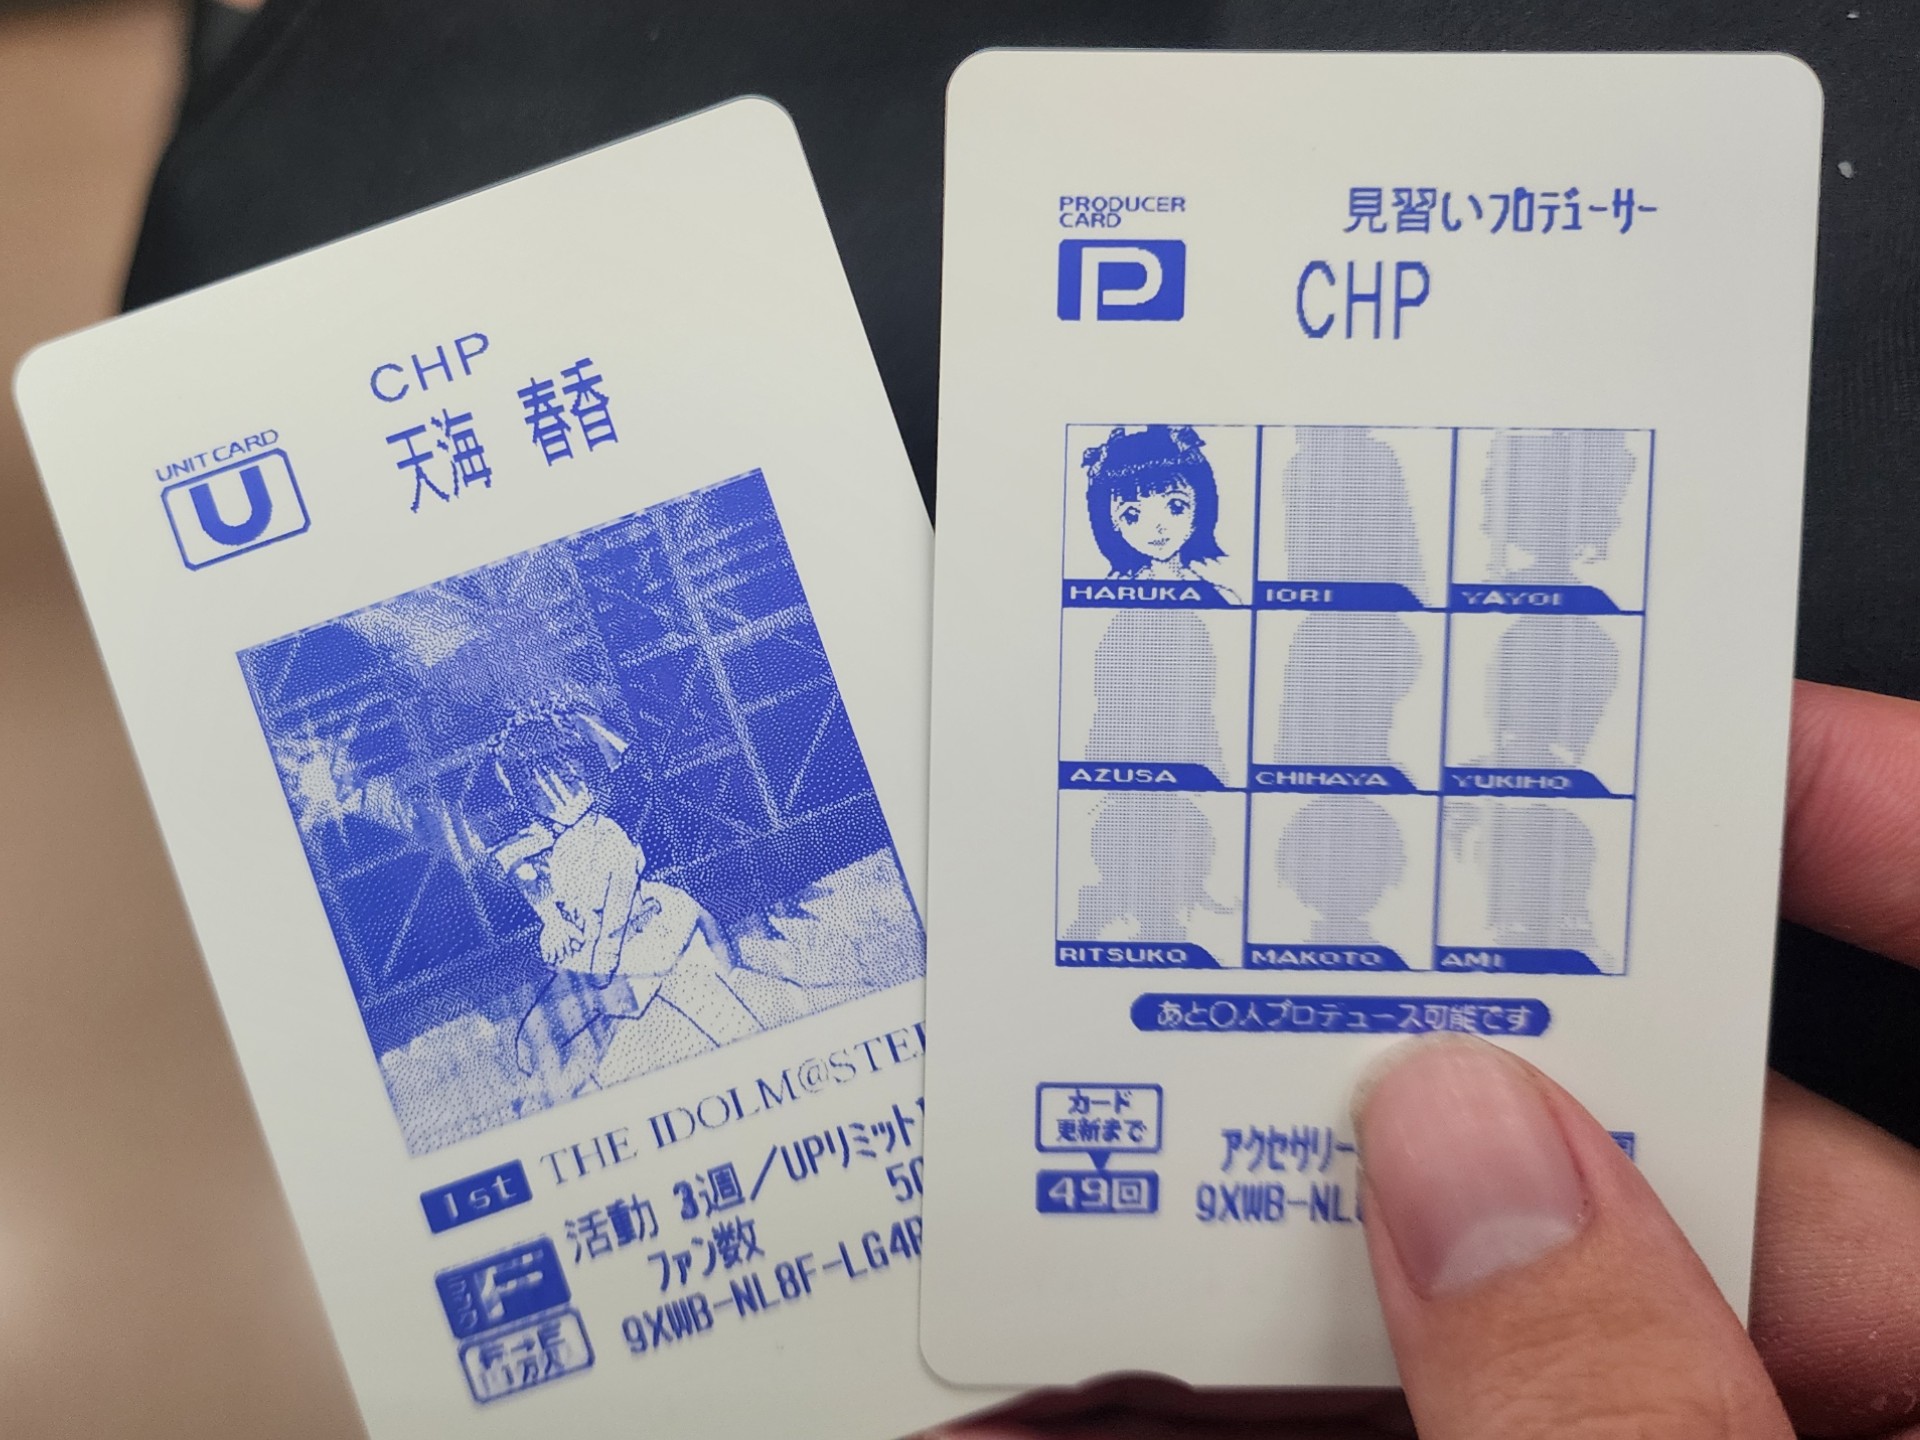 CHP
天海 春香
UNIT CARD
U
THE IDOLM@STE
1st
活動 3週/UPリミット
50
ファン数
9XWB-NL8F-LG4
PRODUCER
CARD
P
見習いプロデューサー
CHP
HARUKA
IORI
YAYOI
AZUSA
CHIHAYA
YUKIHO
RITSUKO
MAKOTO
AMI
あと〇人プロデュース可能です
カード
更新まで
49回
アクセサリー
9XWB-NL